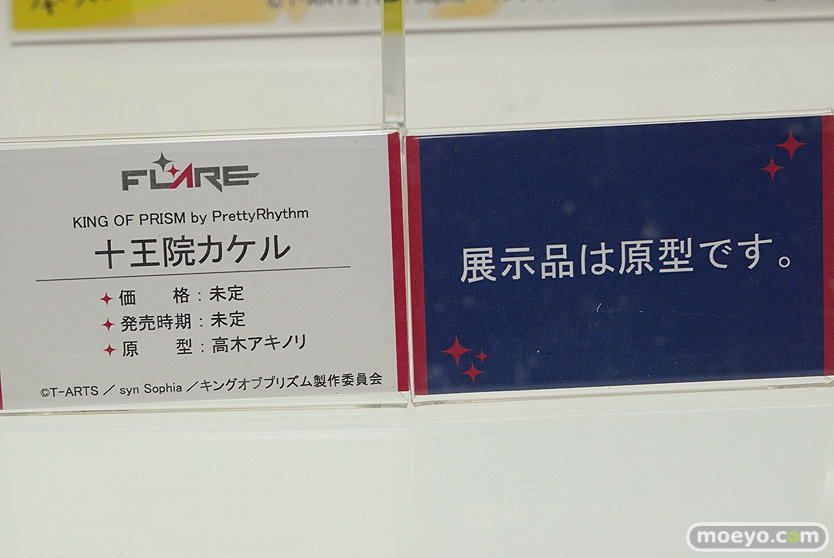 FLARE
KING OF PRISM by PrettyRhythm
十王院カケル
価　格：未定
発売時期：未定
原　型：高木アキノリ
©T-ARTS／syn Sophia／キングオブプリズム製作委員会
展示品は原型です。
moeyo.com